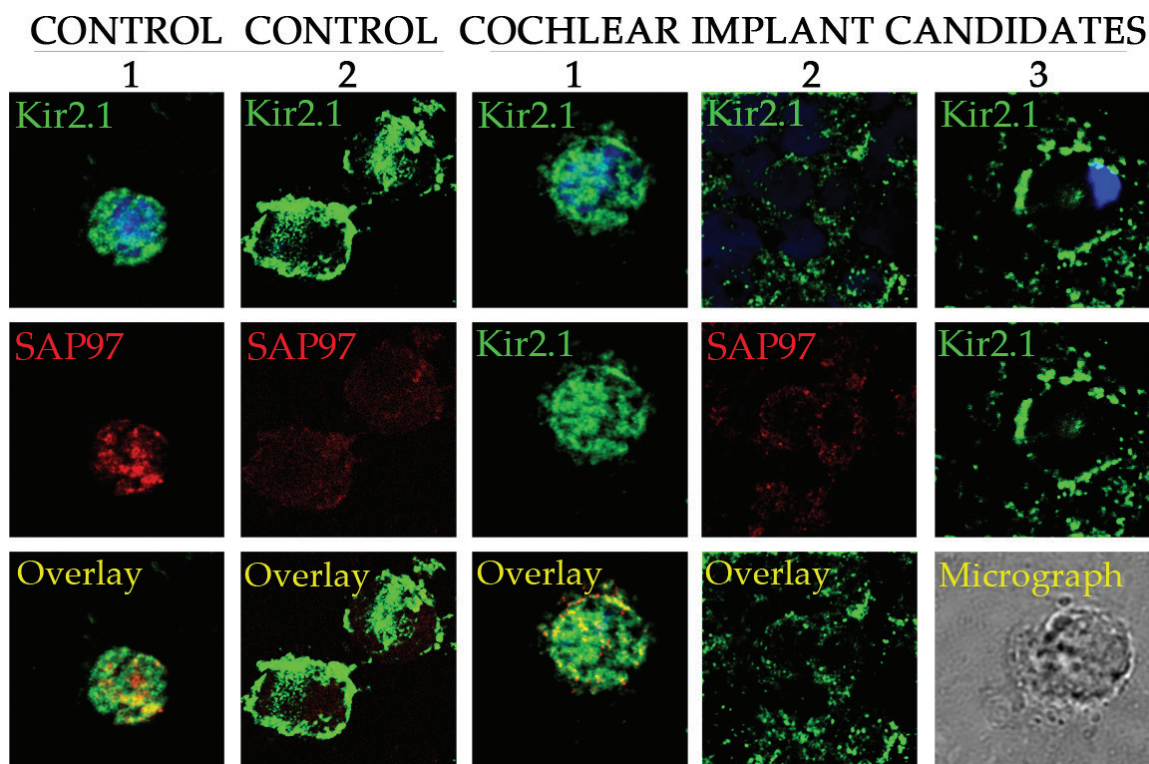 CONTROL CONTROL COCHLEAR IMPLANT CANDIDATES
1 2 1 2 3
Kir2.1 Kir2.1 Kir2.1 Kir2.1 Kir2.1
SAP97 SAP97 Kir2.1 SAP97 Kir2.1
Overlay Overlay Overlay Overlay Micrograph